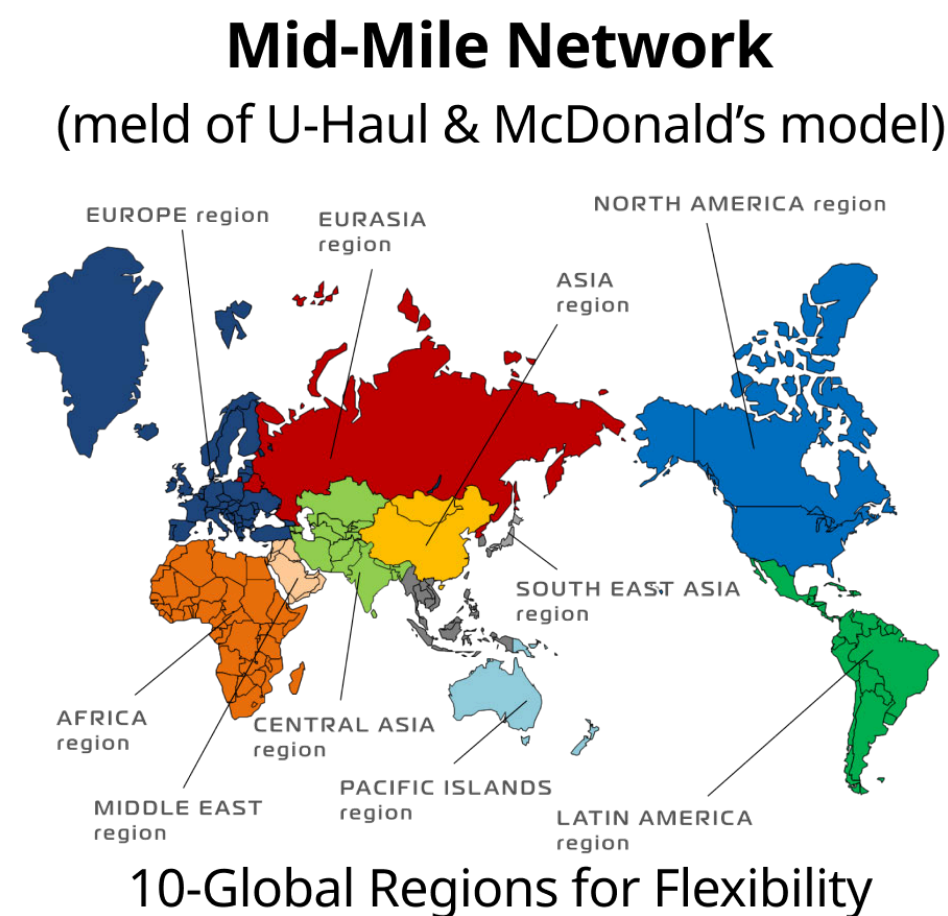 Mid-Mile Network
(meld of U-Haul & McDonald's model)
EUROPE region
EURASIA
region
NORTH AMERICA region
ASIA
region
SOUTH EAST ASIA
region
AFRICA
region
CENTRAL ASIA
region
MIDDLE EAST
region
PACIFIC ISLANDS
region
LATIN AMERICA
region
10-Global Regions for Flexibility